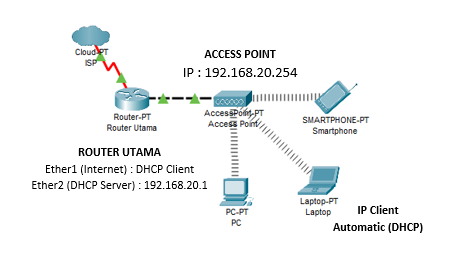 Cloud-PT
ISP
ACCESS POINT
IP : 192.168.20.254
Router-PT
Router Utama
AccessPoint-PT
Access Point
SMARTPHONE-PT
Smartphone
ROUTER UTAMA
Ether1 (Internet) : DHCP Client
Ether2 (DHCP Server) : 192.168.20.1
PC-PT
PC
Laptop-PT
Laptop
IP Client
Automatic (DHCP)